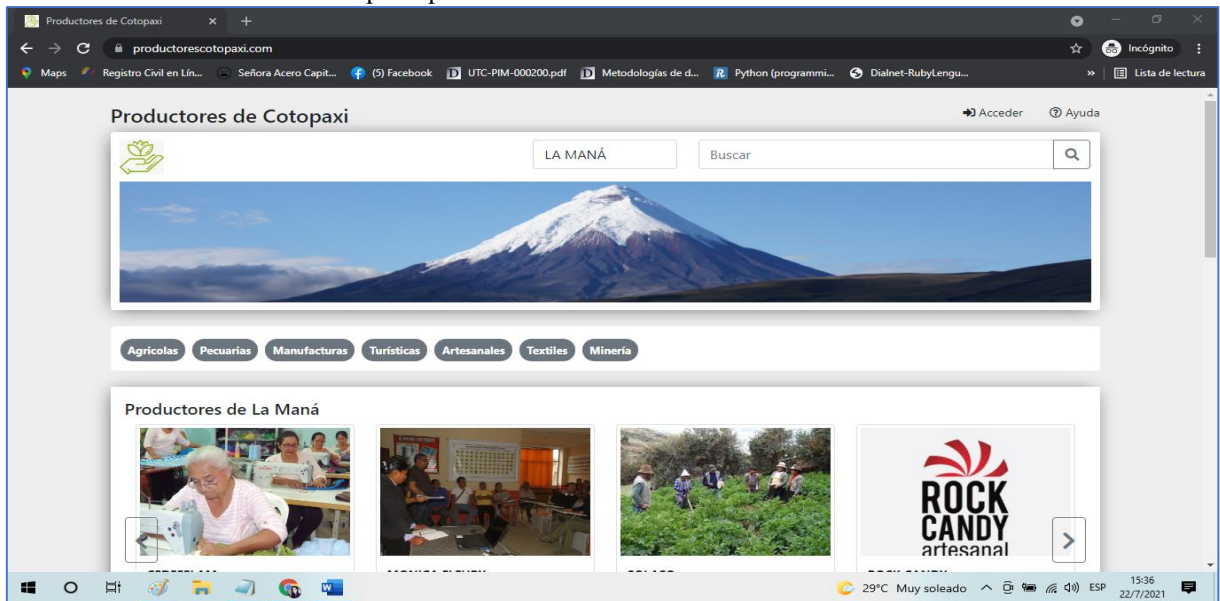 Productores de Cotopaxi
productorescotopaxi.com
Incógnito
Maps
Registro Civil en Lín...
Señora Acero Capit...
(5) Facebook
UTC-PIM-000200.pdf
Metodologías de d...
Python (programmi...
Dialnet-RubyLengu...
»
Lista de lectura
Productores de Cotopaxi
Acceder
Ayuda
LA MANÁ
Buscar
Agricolas
Pecuarias
Manufacturas
Turísticas
Artesanales
Textiles
Minería
Productores de La Maná
ROCK
CANDY
artesanal
29°C Muy soleado
ESP
15:36
22/7/2021